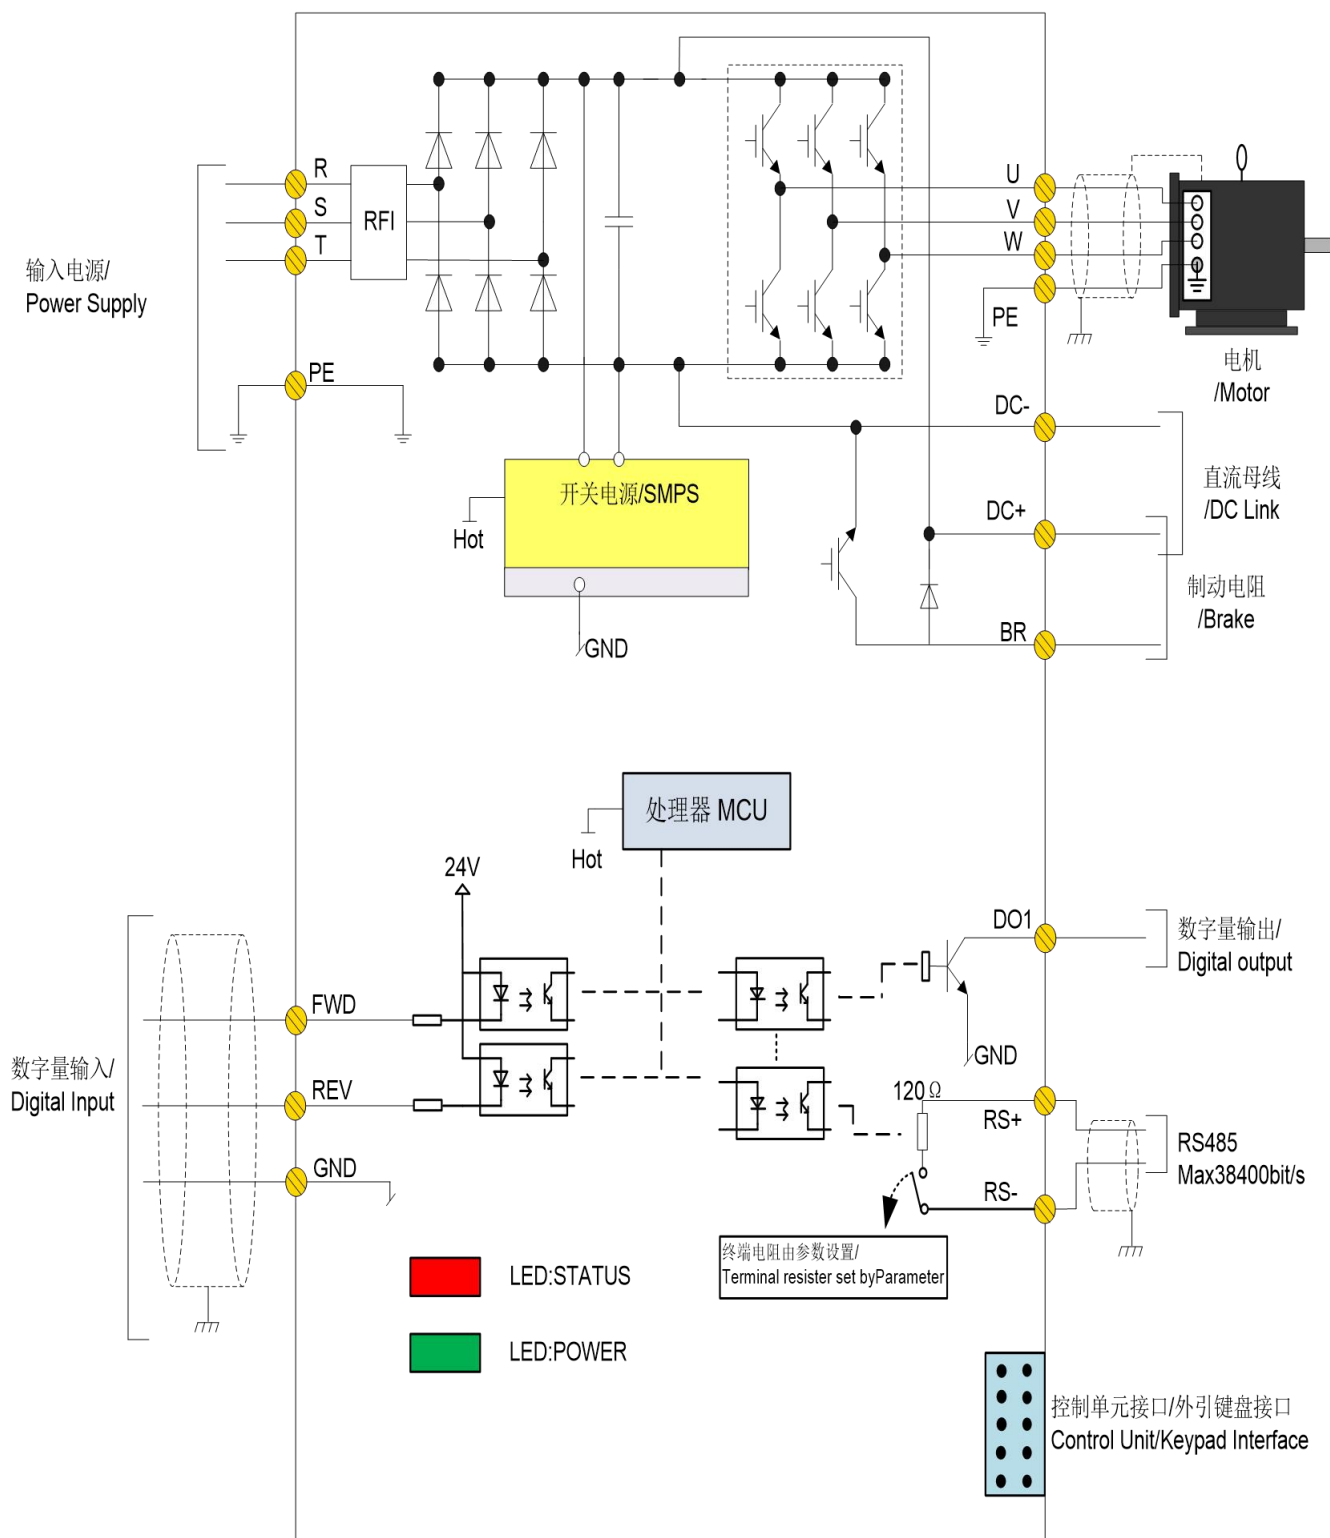 R
S
T
RFI
输入电源/
Power Supply
PE
U
V
W
PE
电机
/Motor
DC-
直流母线
/DC Link
DC+
制动电阻
/Brake
BR
开关电源/SMPS
Hot
GND
处理器 MCU
Hot
24V
DO1
数字量输出/
Digital output
FWD
GND
数字量输入/
Digital Input
REV
120Ω
RS+
RS485
Max38400bit/s
GND
RS-
终端电阻由参数设置/
Terminal resister set byParameter
LED:STATUS
LED:POWER
控制单元接口/外引键盘接口
Control Unit/Keypad Interface